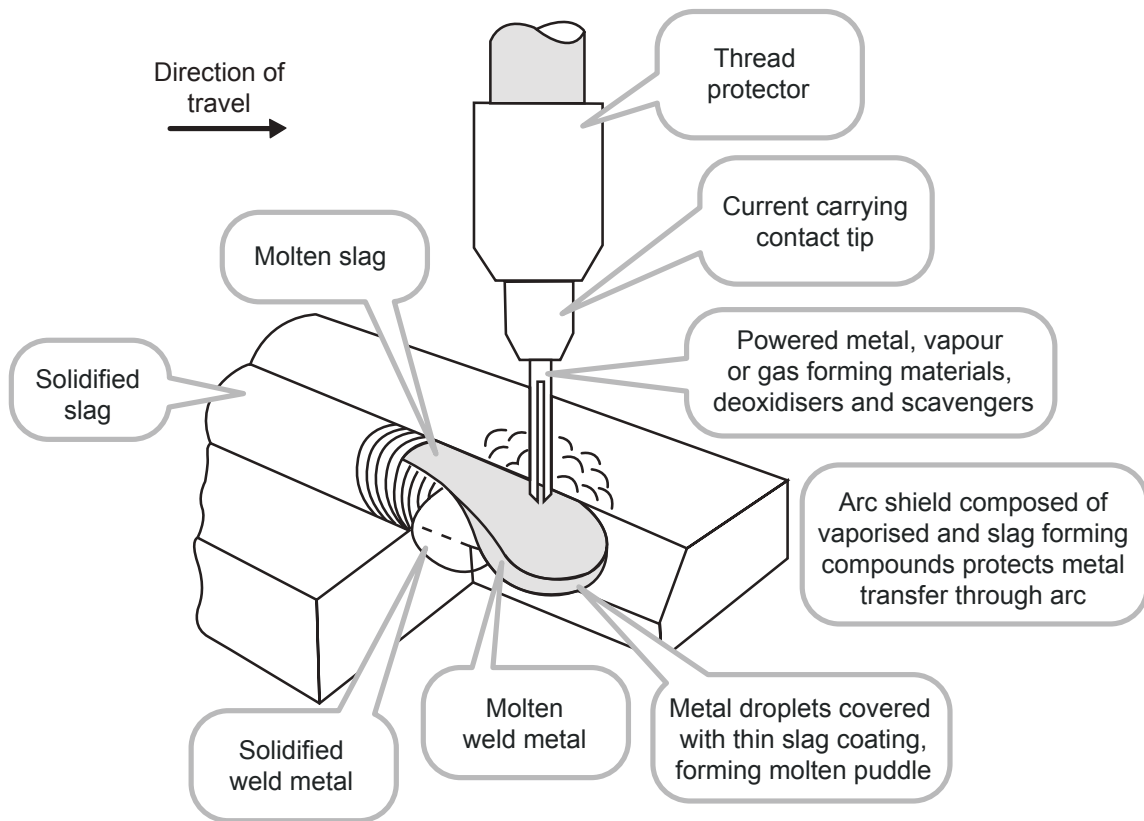 Direction of
travel
Thread
protector
Current carrying
contact tip
Molten slag
Powered metal, vapour
or gas forming materials,
deoxidisers and scavengers
Solidified
slag
Arc shield composed of
vaporised and slag forming
compounds protects metal
transfer through arc
Molten
weld metal
Metal droplets covered
with thin slag coating,
forming molten puddle
Solidified
weld metal